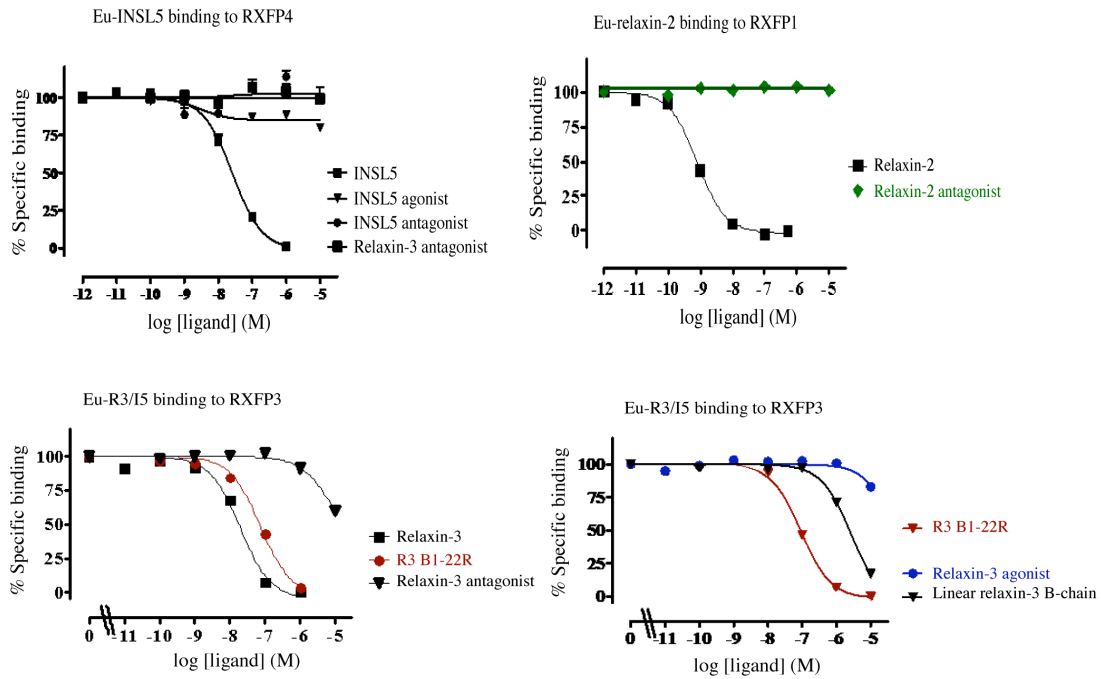 Eu-INSL5 binding to RXFP4
% Specific binding
100
75
50
25
0
-12 -11 -10 -9 -8 -7 -6 -5
log [ligand] (M)
INSL5
INSL5 agonist
INSL5 antagonist
Relaxin-3 antagonist
Eu-relaxin-2 binding to RXFP1
% Specific binding
100
75
50
25
0
-12 -11 -10 -9 -8 -7 -6 -5
log [ligand] (M)
Relaxin-2
Relaxin-2 antagonist
Eu-R3/I5 binding to RXFP3
% Specific binding
100
75
50
25
0
0 -11 -10 -9 -8 -7 -6 -5
log [ligand] (M)
Relaxin-3
R3 B1-22R
Relaxin-3 antagonist
Eu-R3/I5 binding to RXFP3
% Specific binding
100
75
50
25
0
0 -11 -10 -9 -8 -7 -6 -5
log [ligand] (M)
R3 B1-22R
Relaxin-3 agonist
Linear relaxin-3 B-chain